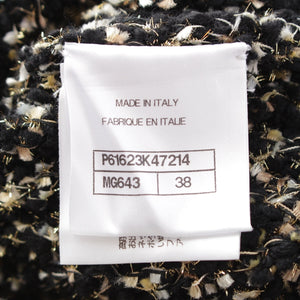 MADE IN ITALY
FABRIQUE EN ITALIE
P61623K47214
MG643 38